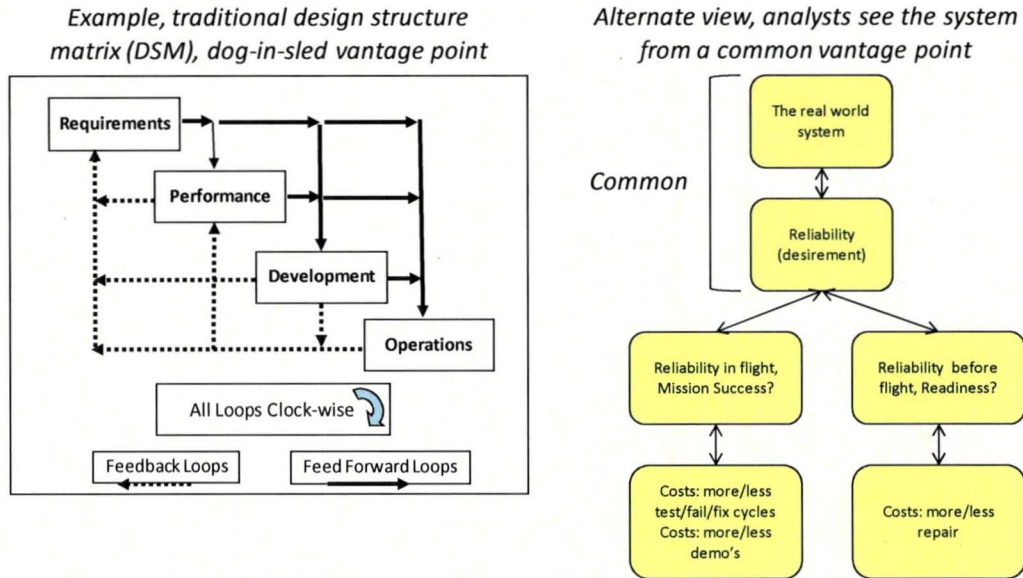 Example, traditional design structure
matrix (DSM), dog-in-sled vantage point
Requirements
Performance
Development
Operations
All Loops Clock-wise
Feedback Loops
Feed Forward Loops
Alternate view, analysts see the system
from a common vantage point
The real world
system
Common
Reliability
(desirement)
Reliability in flight,
Mission Success?
Reliability before
flight, Readiness?
Costs: more/less
test/fail/fix cycles
Costs: more/less
demo's
Costs: more/less
repair